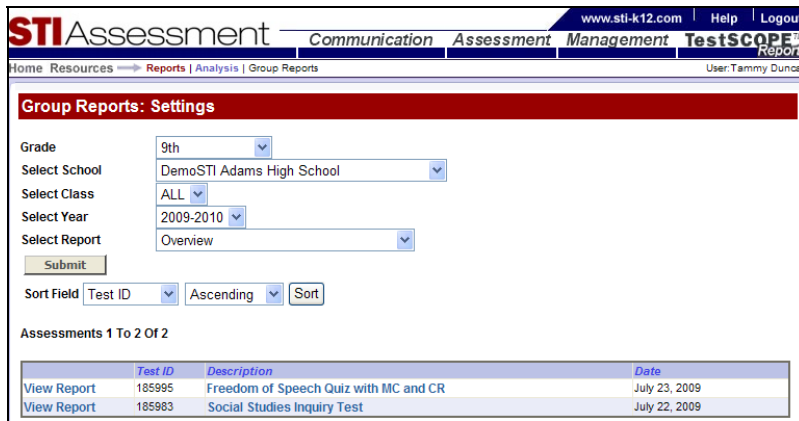 www.sti-k12.com | Help | Logou
STIAssessment
Communication Assessment Management TestSCOPE™
Report
Home Resources Reports | Analysis | Group Reports User:Tammy Dunca
Group Reports: Settings
Grade 9th
Select School DemoSTI Adams High School
Select Class ALL
Select Year 2009-2010
Select Report Overview
Submit
Sort Field Test ID Ascending Sort
Assessments 1 To 2 Of 2
Test ID Description Date
View Report 185995 Freedom of Speech Quiz with MC and CR July 23, 2009
View Report 185983 Social Studies Inquiry Test July 22, 2009